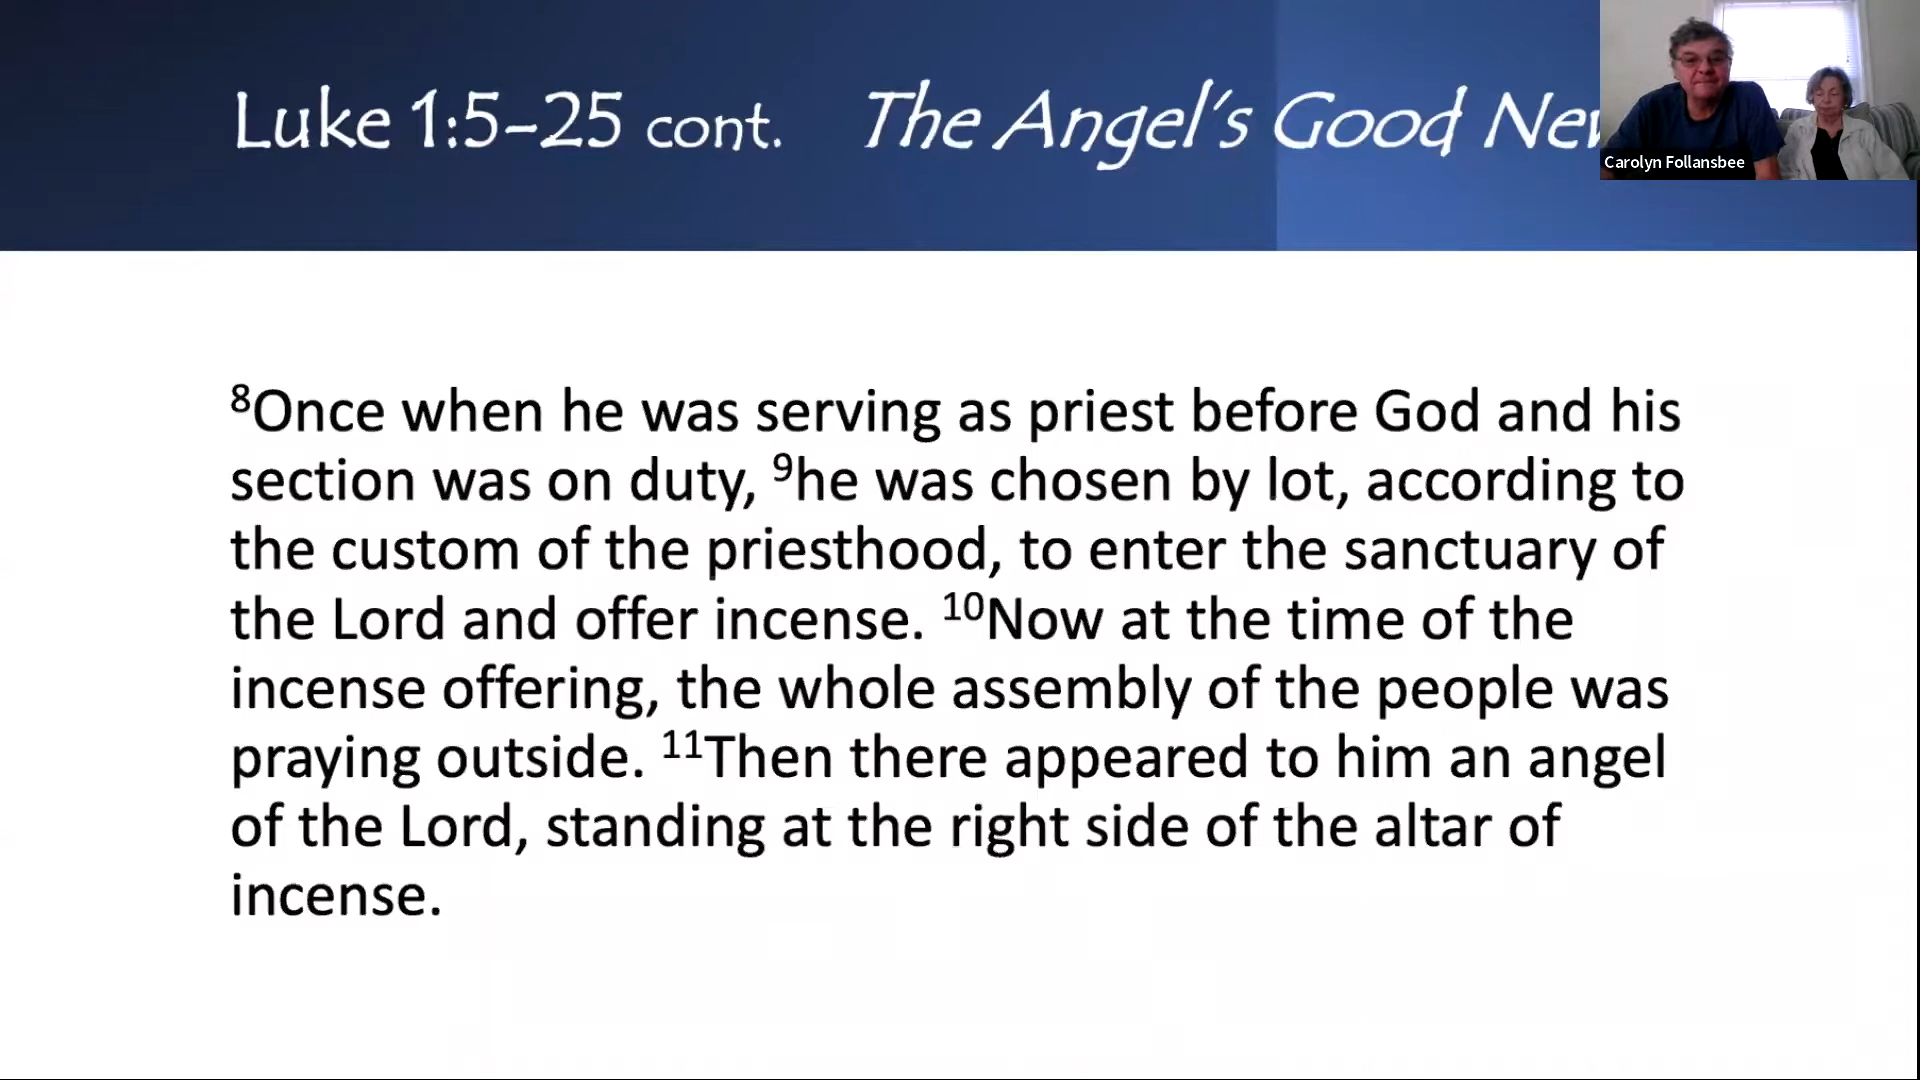 Luke 1:5–25 cont. The Angel's Good
Carolyn Follansbee
⁸Once when he was serving as priest before God and his
section was on duty, ⁹he was chosen by lot, according to
the custom of the priesthood, to enter the sanctuary of
the Lord and offer incense. ¹⁰Now at the time of the
incense offering, the whole assembly of the people was
praying outside. ¹¹Then there appeared to him an angel
of the Lord, standing at the right side of the altar of
incense.